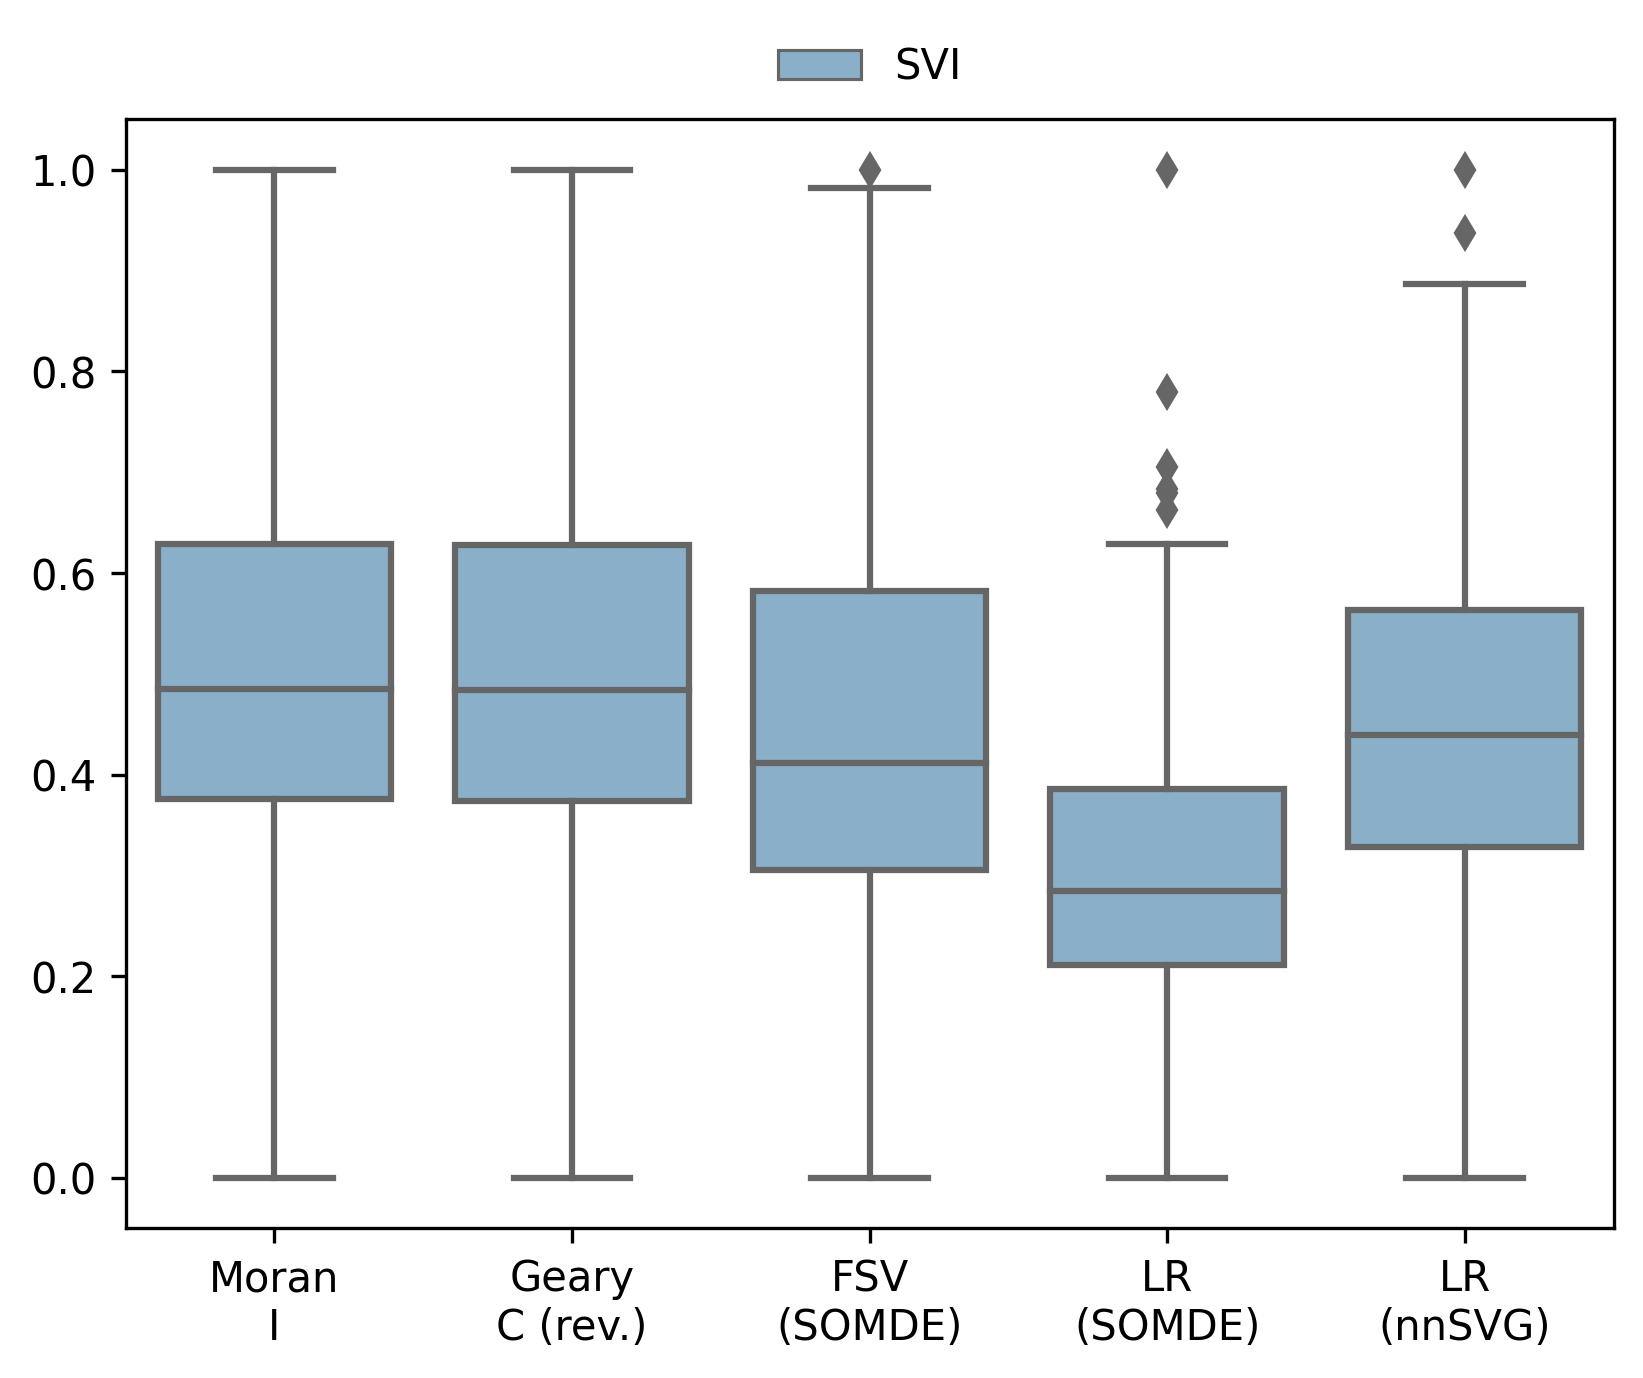 SVI
1.0
0.8
0.6
0.4
0.2
0.0
Moran
I
Geary
C (rev.)
FSV
(SOMDE)
LR
(SOMDE)
LR
(nnSVG)